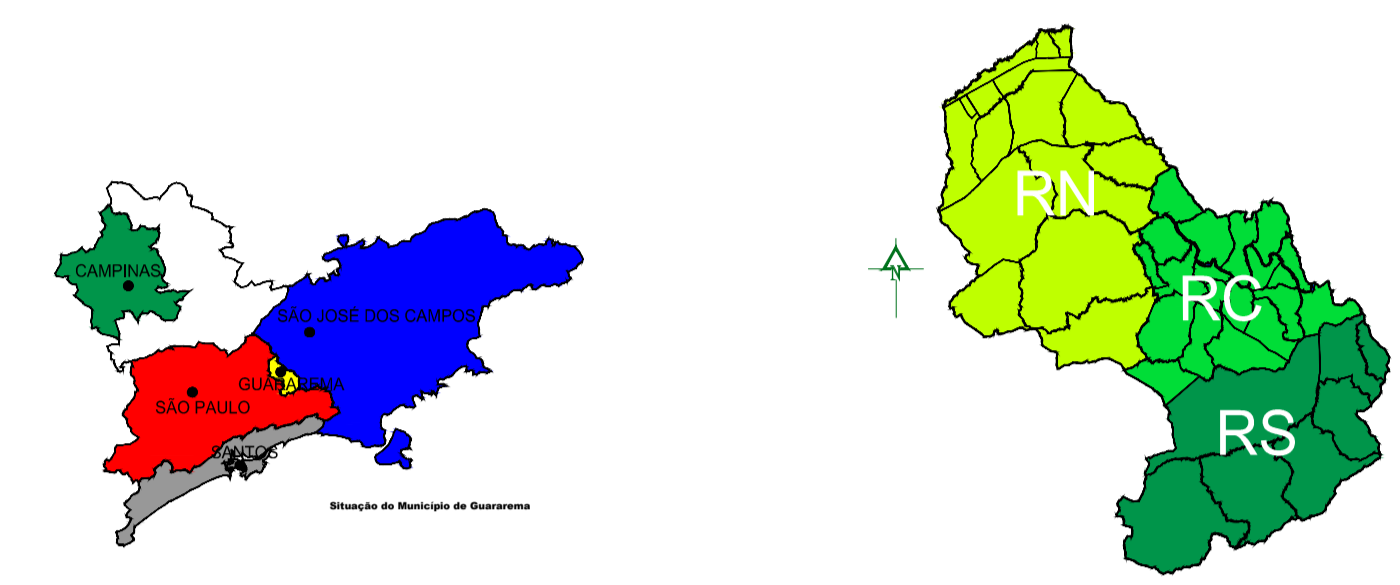 CAMPINAS
SÃO JOSÉ DOS CAMPOS
GUARAREMA
SÃO PAULO
SANTOS
Situação do Município de Guararema
N
RN
RC
RS